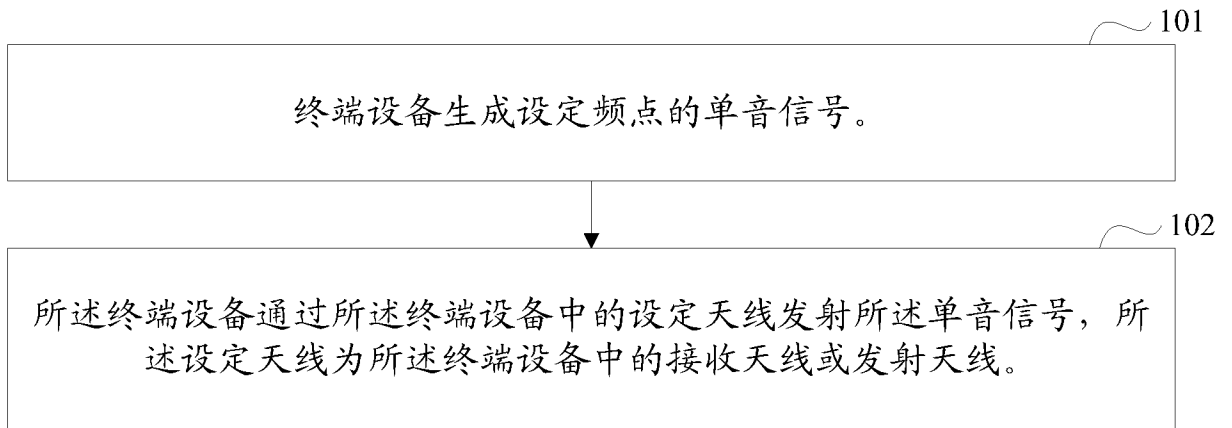 101
终端设备生成设定频点的单音信号。
102
所述终端设备通过所述终端设备中的设定天线发射所述单音信号，所
述设定天线为所述终端设备中的接收天线或发射天线。